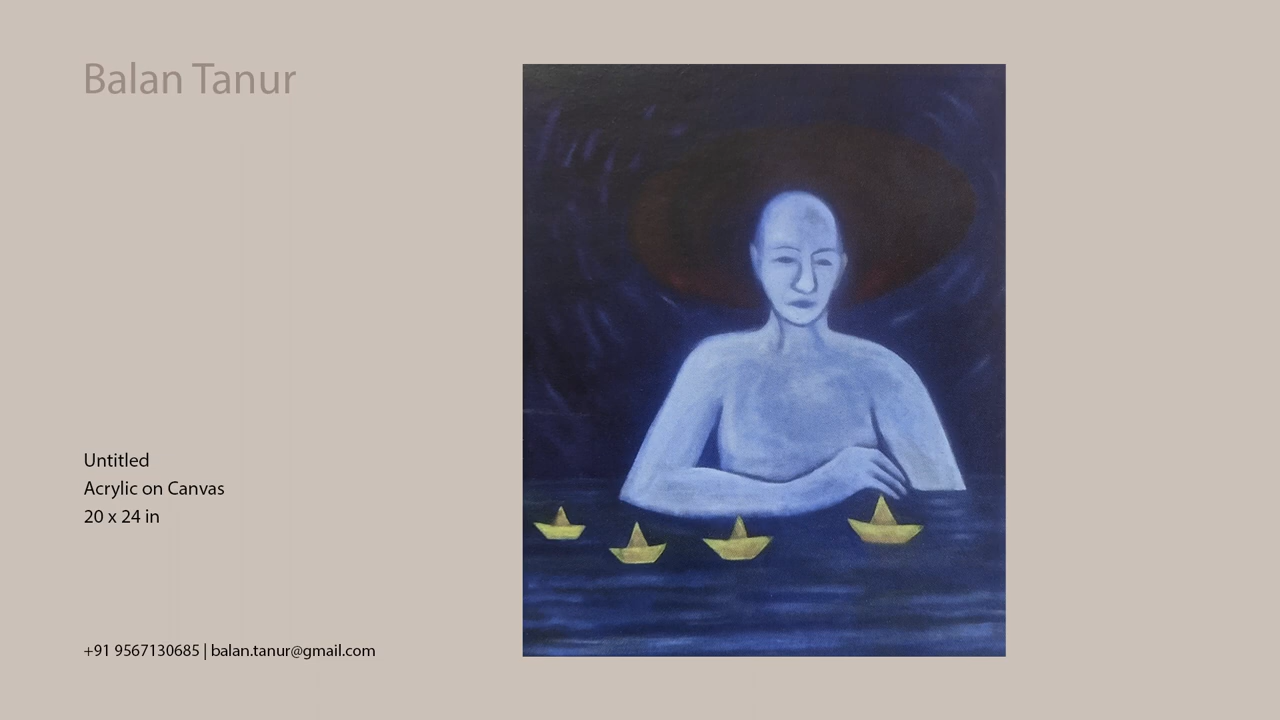 Balan Tanur
Untitled
Acrylic on Canvas
20 x 24 in
+91 9567130685 | balan.tanur@gmail.com